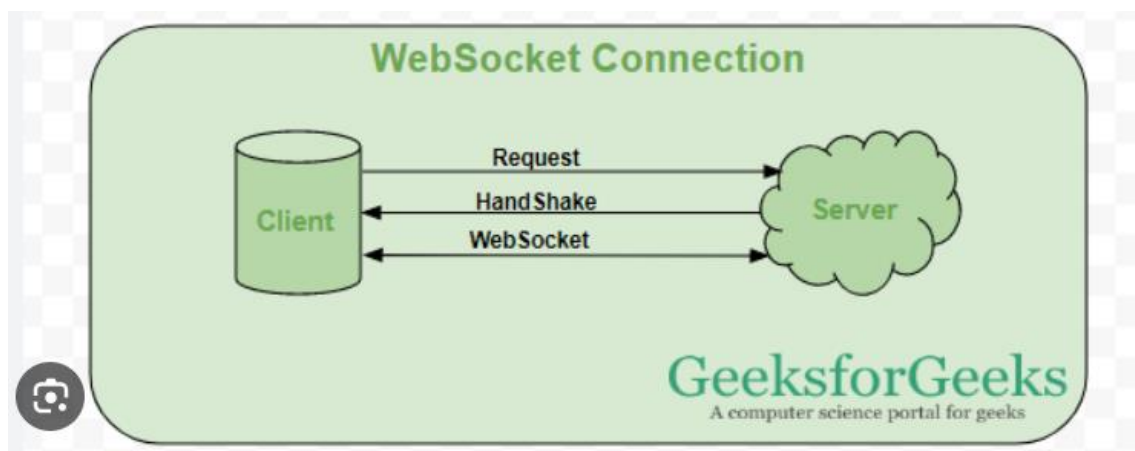 WebSocket Connection
Request
HandShake
WebSocket
Client
Server
GeeksforGeeks
A computer science portal for geeks